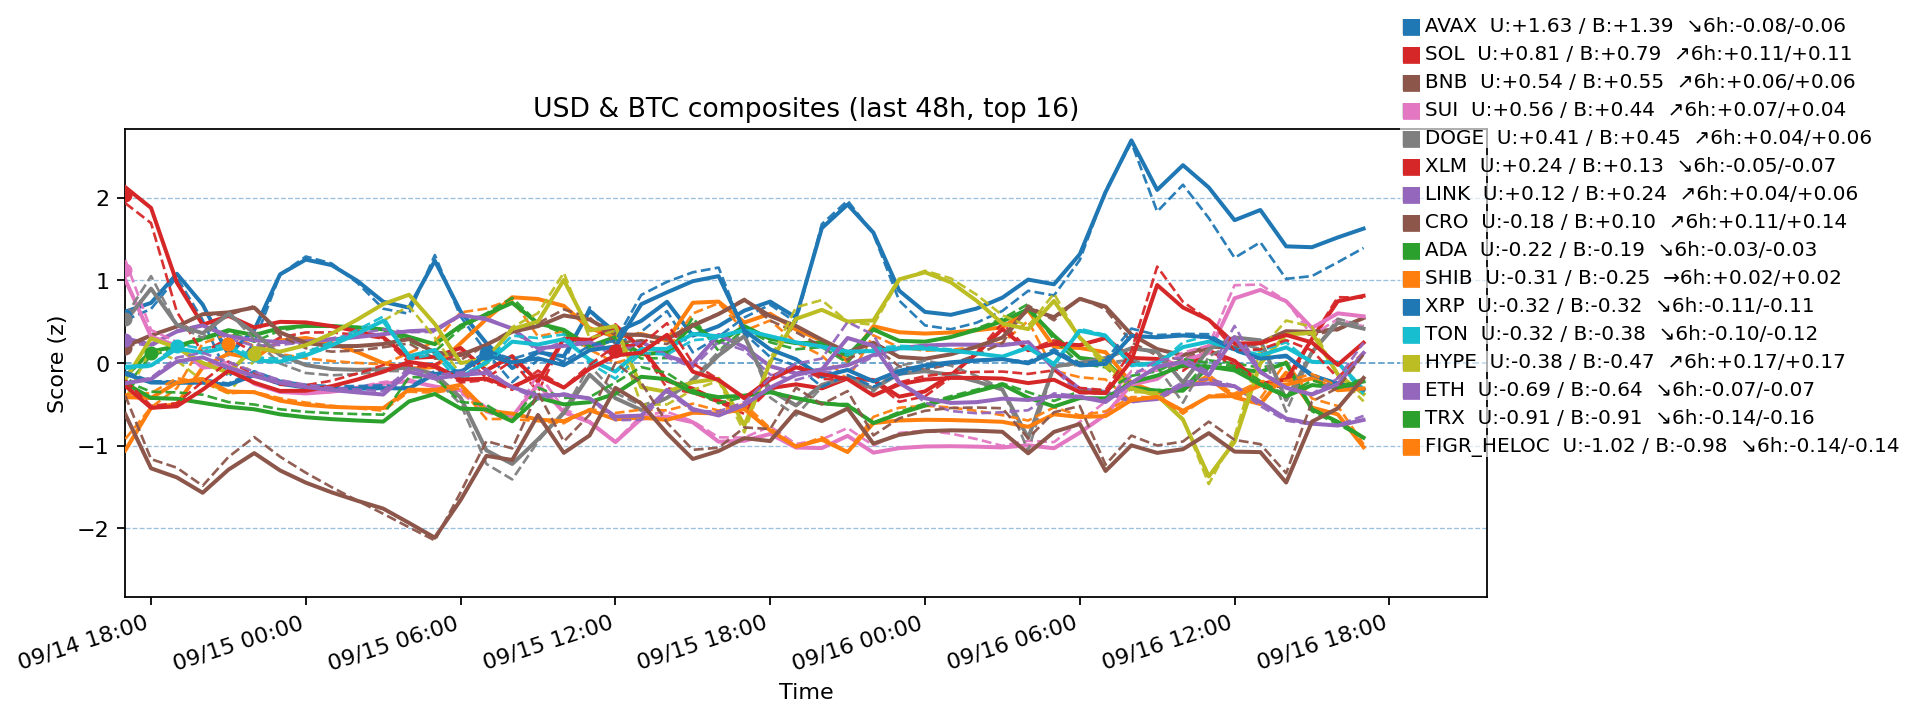 AVAX  U:+1.63 / B:+1.39  ↘6h:-0.08/-0.06
SOL  U:+0.81 / B:+0.79  ↗6h:+0.11/+0.11
BNB  U:+0.54 / B:+0.55  ↗6h:+0.06/+0.06
SUI  U:+0.56 / B:+0.44  ↗6h:+0.07/+0.04
DOGE  U:+0.41 / B:+0.45  ↗6h:+0.04/+0.06
XLM  U:+0.24 / B:+0.13  ↘6h:-0.05/-0.07
LINK  U:+0.12 / B:+0.24  ↗6h:+0.04/+0.06
CRO  U:-0.18 / B:+0.10  ↗6h:+0.11/+0.14
ADA  U:-0.22 / B:-0.19  ↘6h:-0.03/-0.03
SHIB  U:-0.31 / B:-0.25  →6h:+0.02/+0.02
XRP  U:-0.32 / B:-0.32  ↘6h:-0.11/-0.11
TON  U:-0.32 / B:-0.38  ↘6h:-0.10/-0.12
HYPE  U:-0.38 / B:-0.47  ↗6h:+0.17/+0.17
ETH  U:-0.69 / B:-0.64  ↘6h:-0.07/-0.07
TRX  U:-0.91 / B:-0.91  ↘6h:-0.14/-0.16
FIGR_HELOC  U:-1.02 / B:-0.98  ↘6h:-0.14/-0.14
USD & BTC composites (last 48h, top 16)
Score (z)
2
1
0
−1
−2
09/14 18:00
09/15 00:00
09/15 06:00
09/15 12:00
09/15 18:00
09/16 00:00
09/16 06:00
09/16 12:00
09/16 18:00
Time